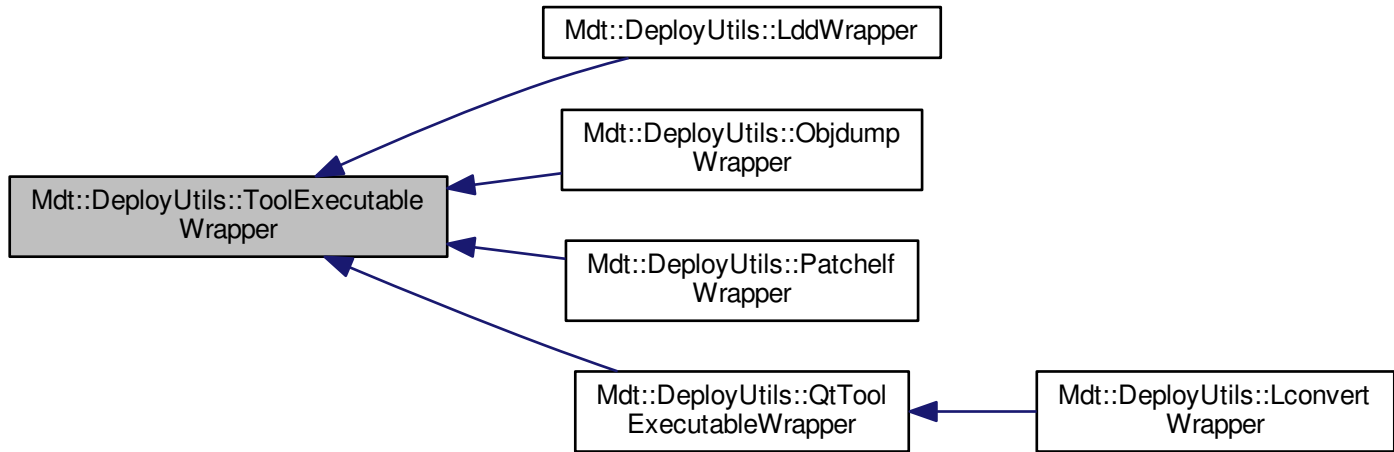 Mdt::DeployUtils::LddWrapper
Mdt::DeployUtils::Objdump
Wrapper
Mdt::DeployUtils::ToolExecutable
Wrapper
Mdt::DeployUtils::Patchelf
Wrapper
Mdt::DeployUtils::QtTool
ExecutableWrapper
Mdt::DeployUtils::Lconvert
Wrapper